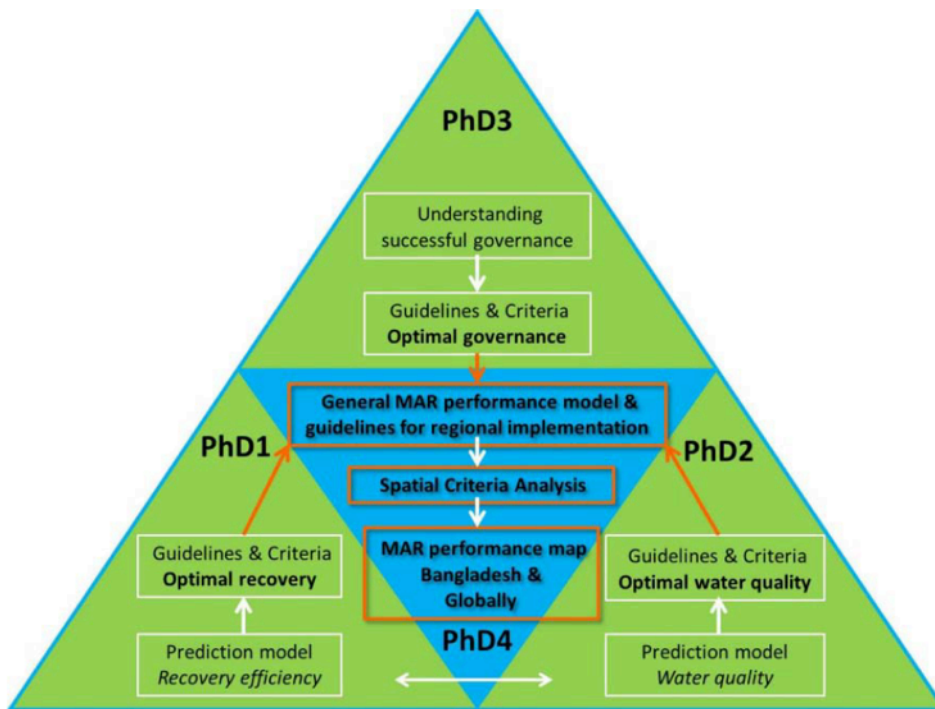 PhD3
Understanding
successful governance
Guidelines & Criteria
Optimal governance
General MAR performance model &
guidelines for regional implementation
PhD1
PhD2
Spatial Criteria Analysis
MAR performance map
Bangladesh &
Globally
Guidelines & Criteria
Optimal recovery
Guidelines & Criteria
Optimal water quality
PhD4
Prediction model
Recovery efficiency
Prediction model
Water quality